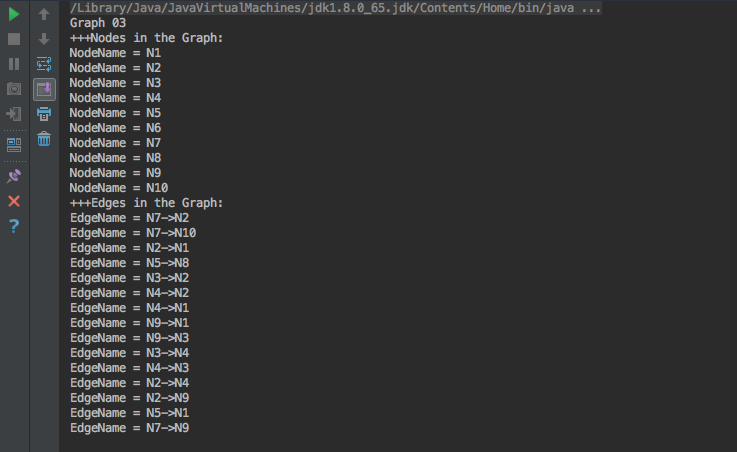 /Library/Java/JavaVirtualMachines/jdk1.8.0_65.jdk/Contents/Home/bin/java ...
Graph 03
+++Nodes in the Graph:
NodeName = N1
NodeName = N2
NodeName = N3
NodeName = N4
NodeName = N5
NodeName = N6
NodeName = N7
NodeName = N8
NodeName = N9
NodeName = N10
+++Edges in the Graph:
EdgeName = N7->N2
EdgeName = N7->N10
EdgeName = N2->N1
EdgeName = N5->N8
EdgeName = N3->N2
EdgeName = N4->N2
EdgeName = N4->N1
EdgeName = N9->N1
EdgeName = N9->N3
EdgeName = N3->N4
EdgeName = N4->N3
EdgeName = N2->N4
EdgeName = N2->N9
EdgeName = N5->N1
EdgeName = N7->N9